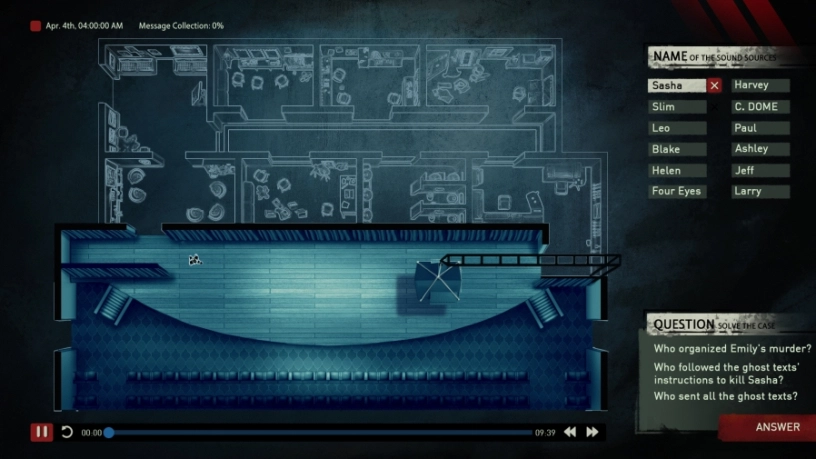 Apr. 4th, 04:00:00 AM Message Collection: 0%
NAME OF THE SOUND SOURCES
Sasha Harvey
Slim C. DOME
Leo Paul
Blake Ashley
Helen Jeff
Four Eyes Larry
QUESTION SOLVE THE CASE
Who organized Emily's murder?
Who followed the ghost texts'
instructions to kill Sasha?
Who sent all the ghost texts?
ANSWER
00:00 09:39